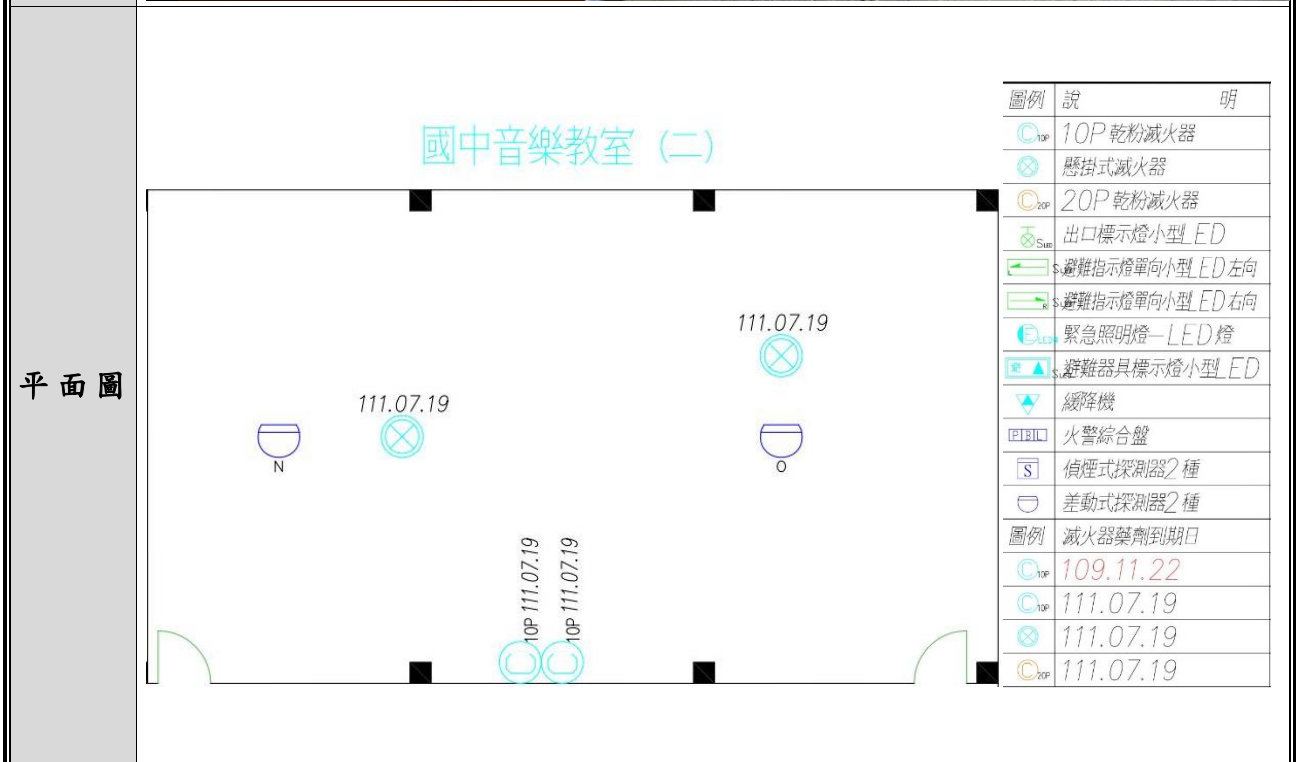 平面圖
國中音樂教室 (二)
111.07.19
111.07.19
N
O
10P 111.07.19
10P 111.07.19
圖例 說 明
C10P 10P乾粉滅火器
懸掛式滅火器
C20P 20P乾粉滅火器
SLED 出口標示燈小型LED
L 避難指示燈單向小型LED左向
R 避難指示燈單向小型LED右向
E 緊急照明燈—LED燈
避難器具標示燈小型LED
緩降機
PBL 火警綜合盤
S 偵煙式探測器2種
差動式探測器2種
圖例 滅火器藥劑到期日
C10P 109.11.22
C10P 111.07.19
111.07.19
C20P 111.07.19